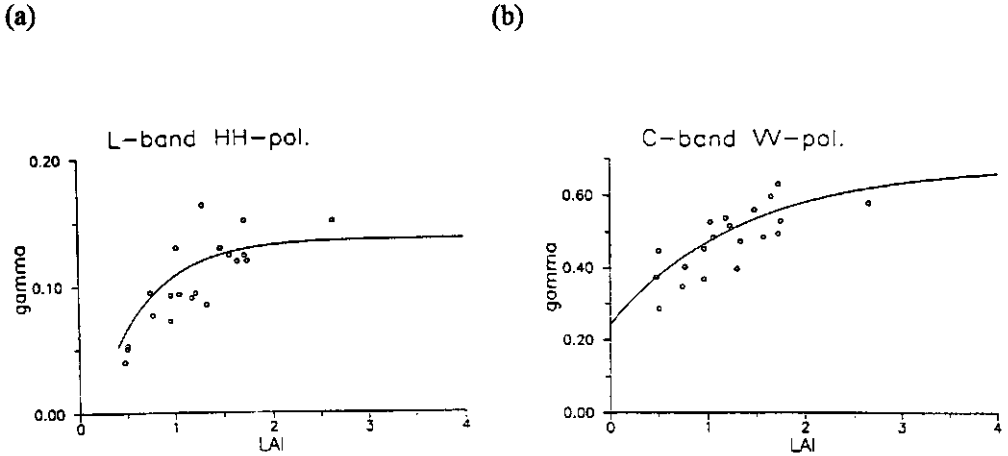 (a)
(b)
L-band HH-pol.
0.20
0.10
0.00
gamma
0 1 2 3 4
LAI
C-band VV-pol.
0.60
0.40
0.20
0.00
gamma
0 1 2 3 4
LAI